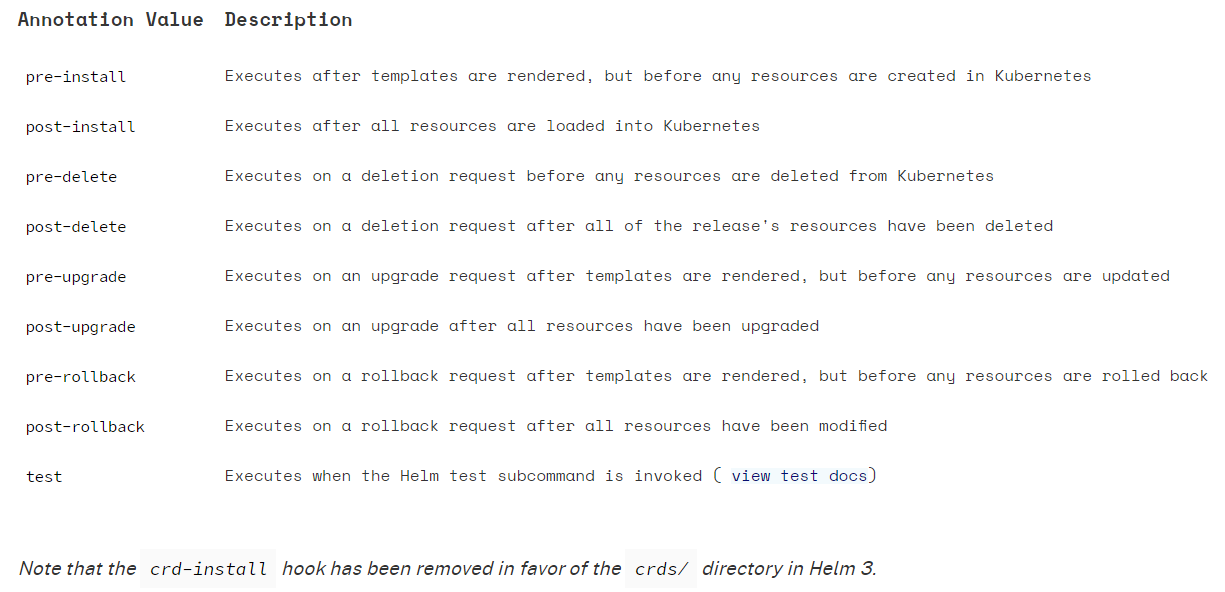 Annotation Value Description
pre-install Executes after templates are rendered, but before any resources are created in Kubernetes
post-install Executes after all resources are loaded into Kubernetes
pre-delete Executes on a deletion request before any resources are deleted from Kubernetes
post-delete Executes on a deletion request after all of the release's resources have been deleted
pre-upgrade Executes on an upgrade request after templates are rendered, but before any resources are updated
post-upgrade Executes on an upgrade after all resources have been upgraded
pre-rollback Executes on a rollback request after templates are rendered, but before any resources are rolled back
post-rollback Executes on a rollback request after all resources have been modified
test Executes when the Helm test subcommand is invoked ( view test docs)
Note that the crd-install hook has been removed in favor of the crds/ directory in Helm 3.